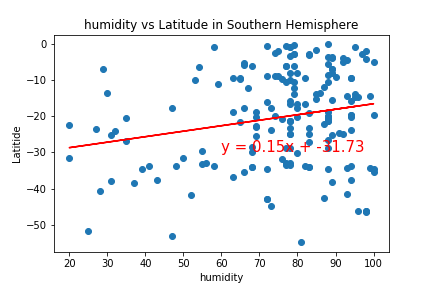 humidity vs Latitude in Southern Hemisphere
0
−10
−20
−30
−40
−50
Latitide
y = 0.15x + -31.73
20 30 40 50 60 70 80 90 100
humidity